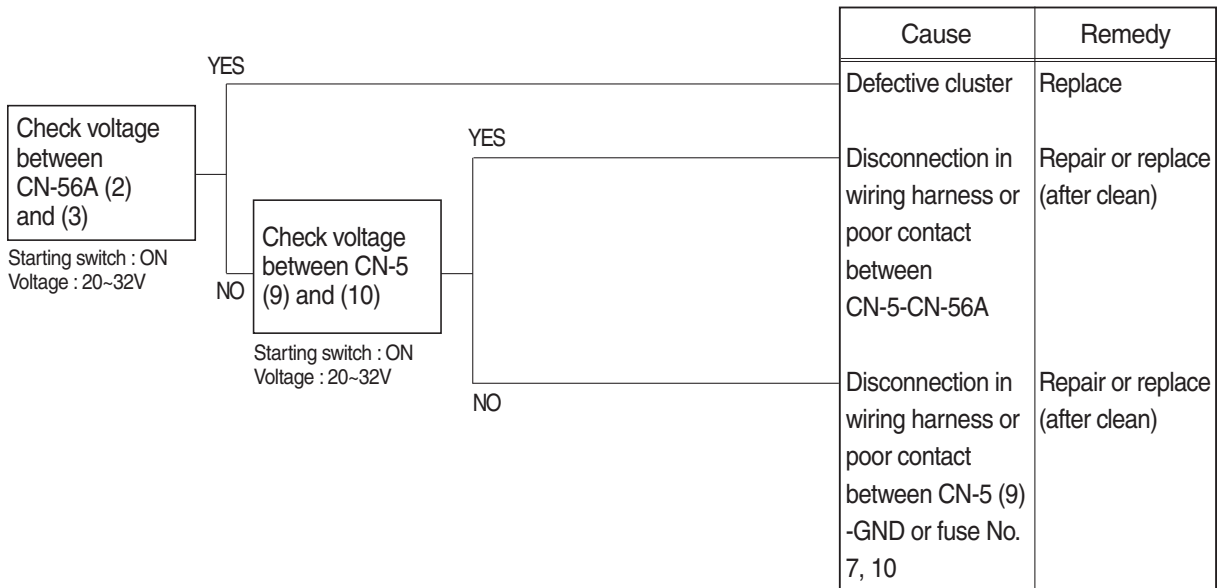 Cause
Remedy
YES
Defective cluster
Replace
Check voltage
between
CN-56A (2)
and (3)
Starting switch : ON
Voltage : 20~32V
YES
Disconnection in
wiring harness or
poor contact
between
CN-5-CN-56A
Repair or replace
(after clean)
NO
Check voltage
between CN-5
(9) and (10)
Starting switch : ON
Voltage : 20~32V
NO
Disconnection in
wiring harness or
poor contact
between CN-5 (9)
-GND or fuse No.
7, 10
Repair or replace
(after clean)